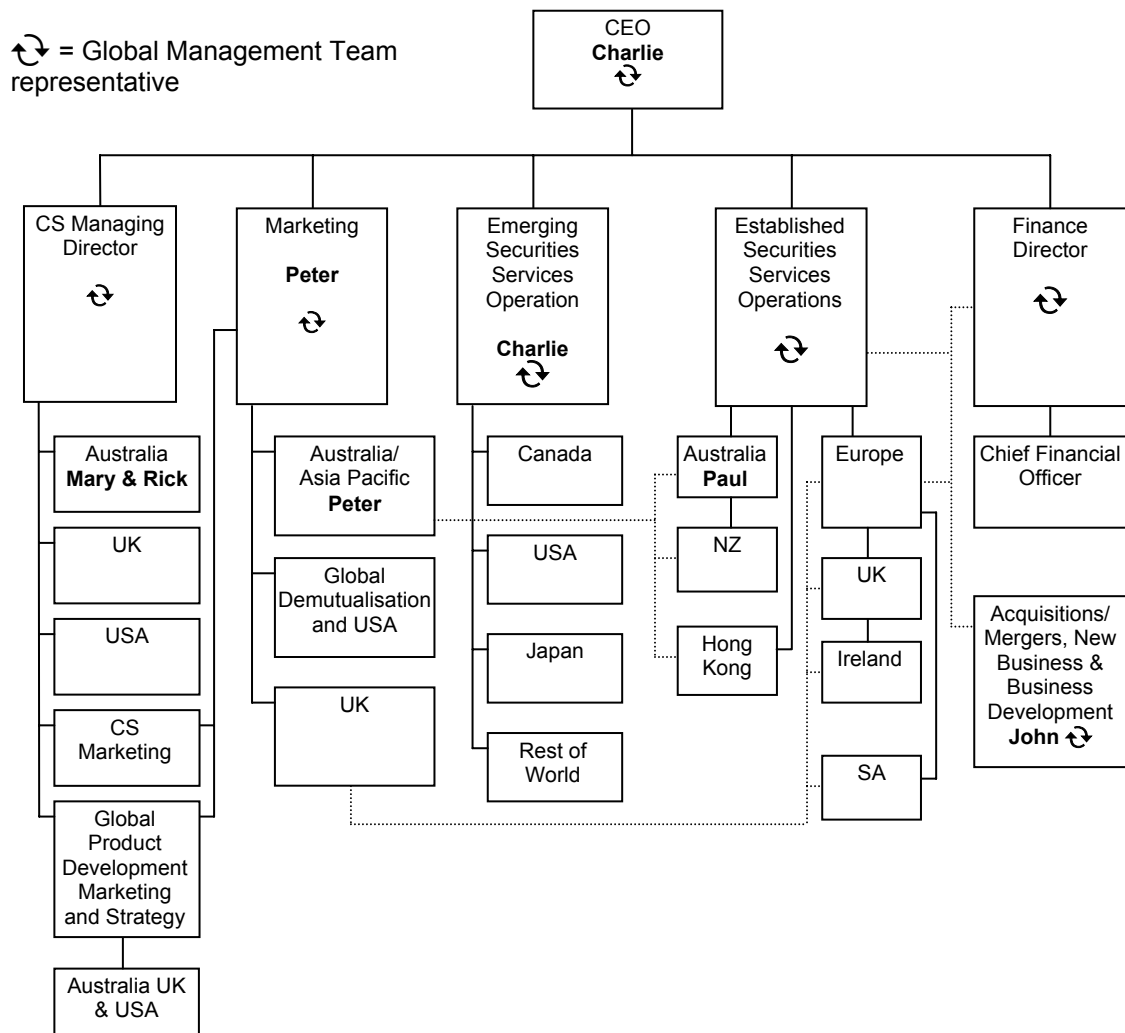 = Global Management Team
representative
CEO
Charlie
CS Managing
Director
Marketing
Peter
Emerging
Securities
Services
Operation
Charlie
Established
Securities
Services
Operations
Finance
Director
Australia
Mary & Rick
UK
USA
CS
Marketing
Global
Product
Development
Marketing
and Strategy
Australia UK
& USA
Australia/
Asia Pacific
Peter
Global
Demutualisation
and USA
UK
Canada
USA
Japan
Rest of
World
Australia
Paul
NZ
Hong
Kong
Europe
UK
Ireland
SA
Chief Financial
Officer
Acquisitions/
Mergers, New
Business &
Business
Development
John